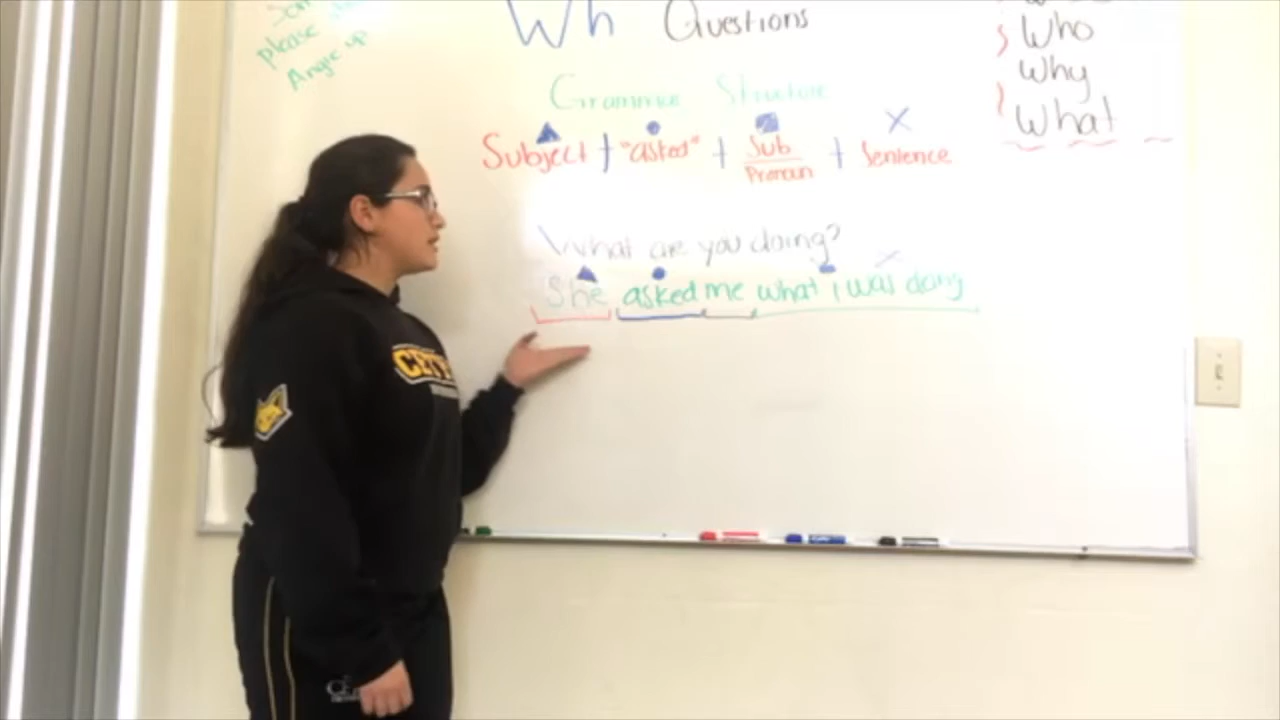 please
Angie up
Wh Questions
Grammar Structure
Subject + "asked" + Sub Pronoun + Sentence
Who
Why
What
What are you doing?
She asked me what i was doing